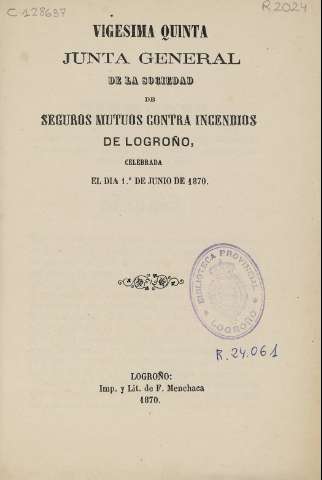 C 128637
R.2024
VIGESIMA QUINTA
JUNTA GENERAL
DE LA SOCIEDAD
DE
SEGUROS MUTUOS CONTRA INCENDIOS
DE LOGROÑO,
CELEBRADA
EL DIA 1.º DE JUNIO DE 1870.
BIBLIOTECA PROVINCIAL
LOGROÑO
R. 24.061
LOGROÑO:
Imp. y Lit. de F. Menchaca
1870.